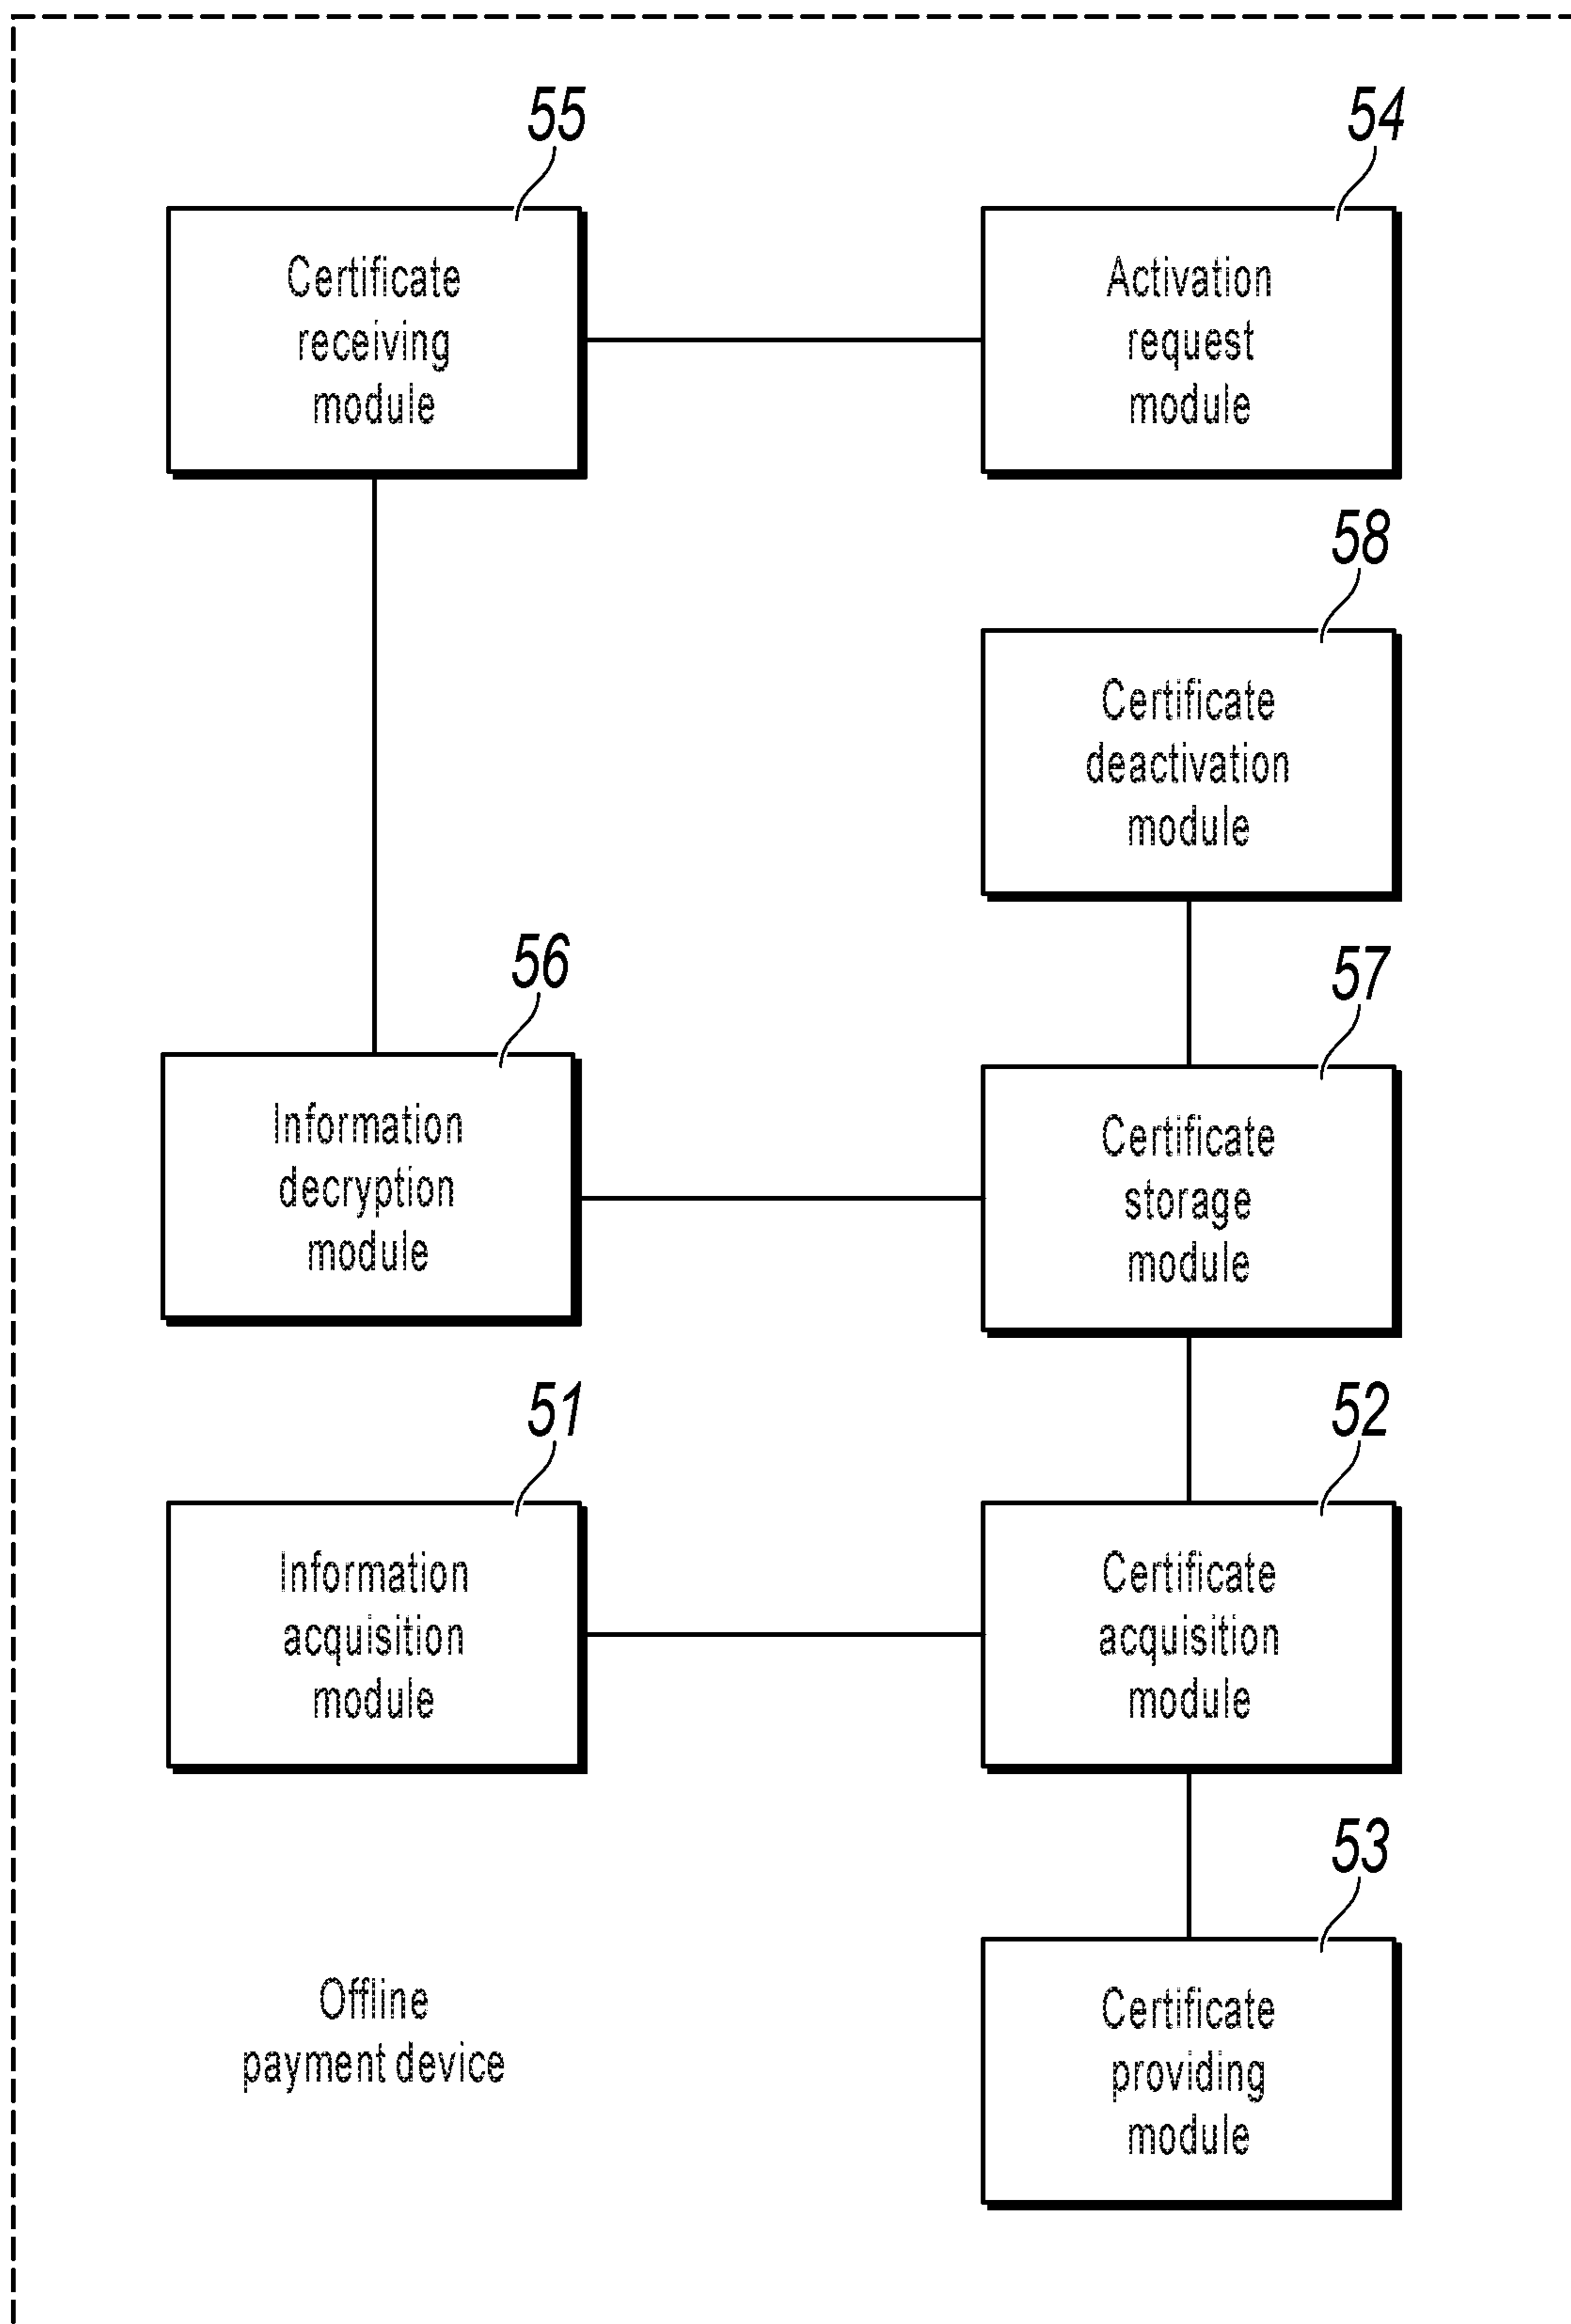 55
Certificate
receiving
module
54
Activation
request
module
58
Certificate
deactivation
module
56
Information
decryption
module
57
Certificate
storage
module
51
Information
acquisition
module
52
Certificate
acquisition
module
Offline
payment device
53
Certificate
providing
module